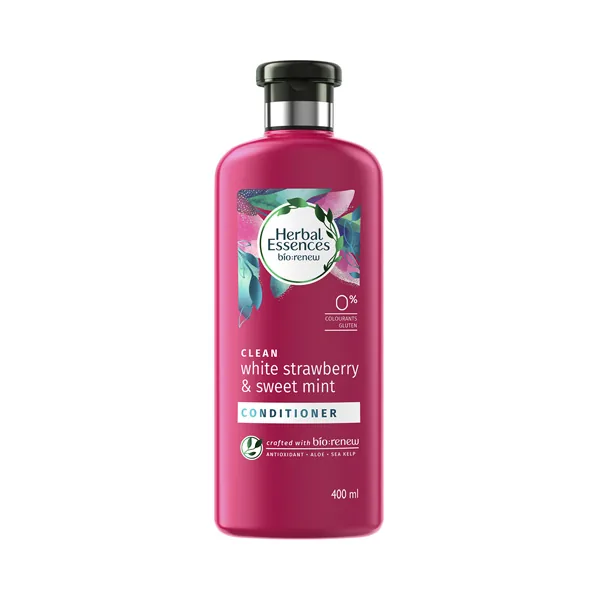 Herbal
Essences
bio:renew
0%
COLOURANTS
GLUTEN
CLEAN
white strawberry
& sweet mint
CONDITIONER
crafted with bio:renew
ANTIOXIDANT • ALOE • SEA KELP
400 ml